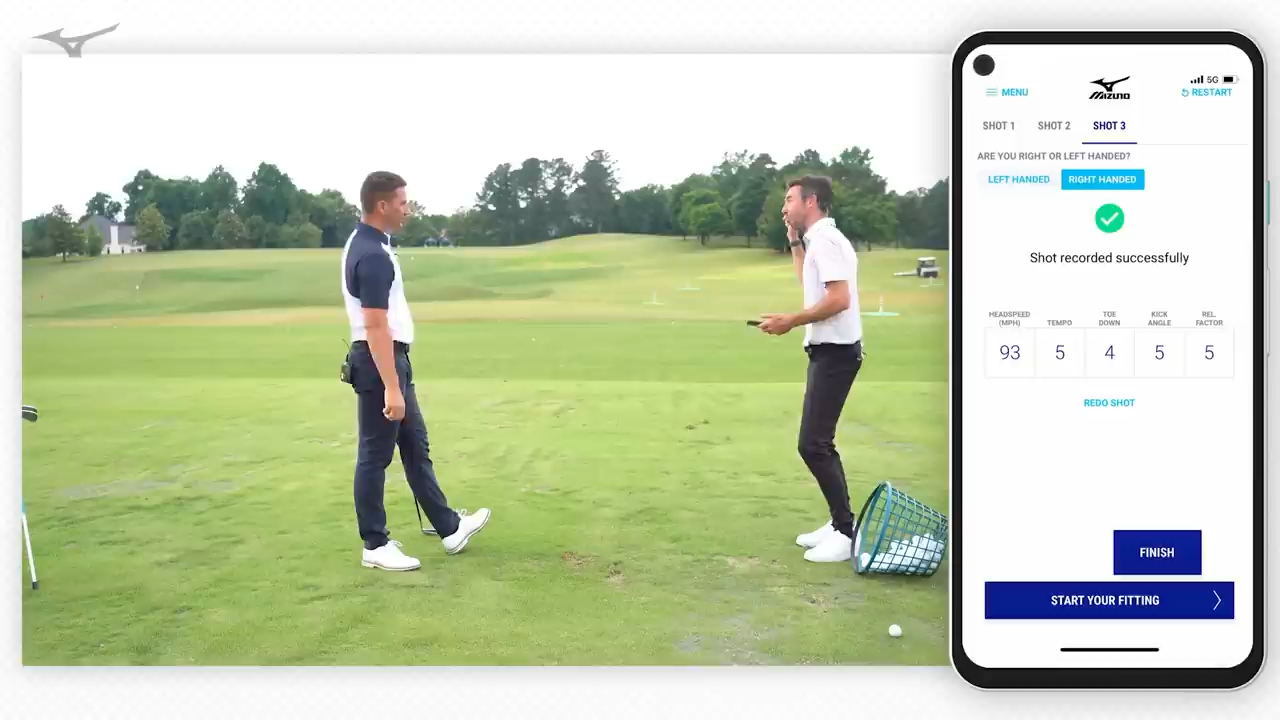 5G
MENU
MIZUNO
RESTART
SHOT 1
SHOT 2
SHOT 3
ARE YOU RIGHT OR LEFT HANDED?
LEFT HANDED
RIGHT HANDED
Shot recorded successfully
HEADSPEED
(MPH)
TEMPO
TOE
DOWN
KICK
ANGLE
REL.
FACTOR
93
5
4
5
5
REDO SHOT
FINISH
START YOUR FITTING